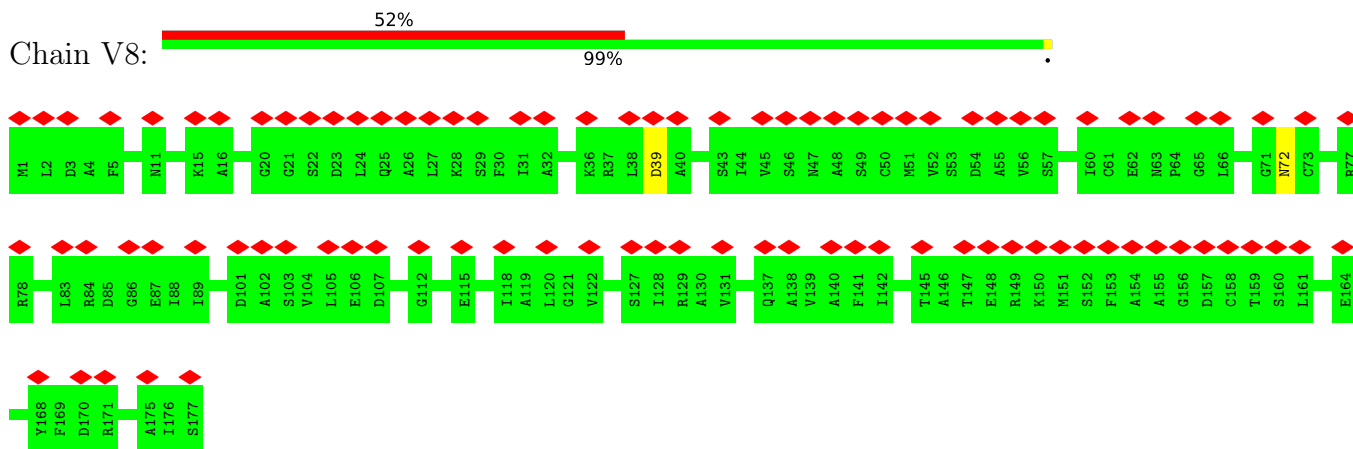 52%
Chain V8:
99%
.
M1 L2 D3 A4 F5 N11 K15 A16 G20 G21 S22 D23 L24 Q25 A26 L27 K28 S29 F30 I31 A32 K36 R37 L38 D39 A40 S43 I44 V45 S46 N47 A48 S49 C50 M51 V52 S53 D54 A55 V56 S57 I60 C61 E62 N63 P64 G65 L66 G71 N72 C73 R77
R78 L83 R84 D85 G86 E87 I88 I89 D101 A102 S103 V104 L105 E106 D107 G112 E115 I118 A119 L120 G121 V122 S127 I128 R129 A130 V131 Q137 A138 V139 A140 F141 I142 T145 A146 T147 E148 R149 K150 M151 S152 F153 A154 A155 G156 D157 C158 T159 S160 L161 E164
Y168 F169 D170 R171 A175 I176 S177